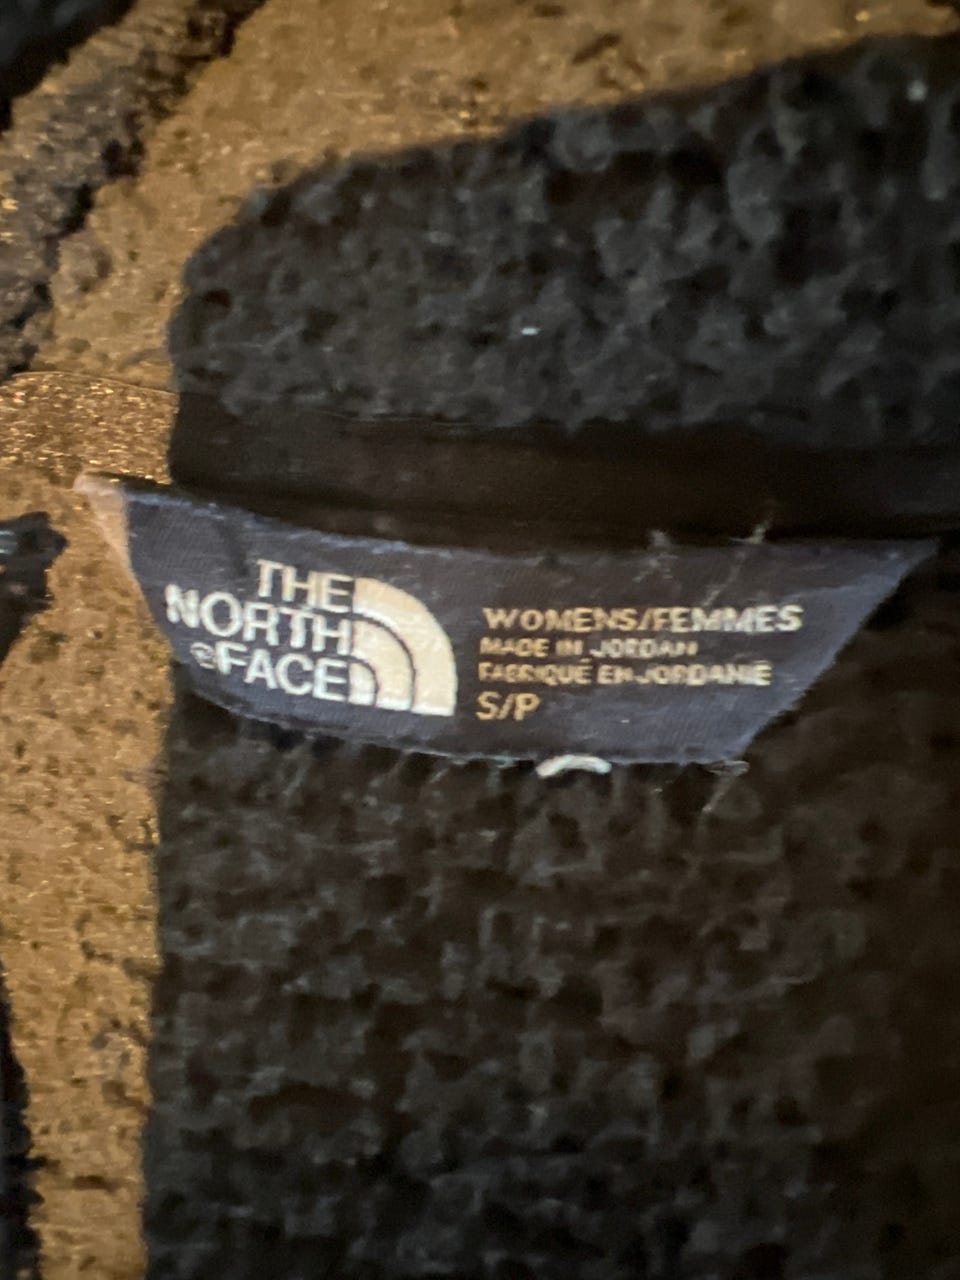 THE
NORTH
®FACE
WOMENS/FEMMES
MADE IN JORDAN
FABRIQUÉ EN JORDANIE
S/P